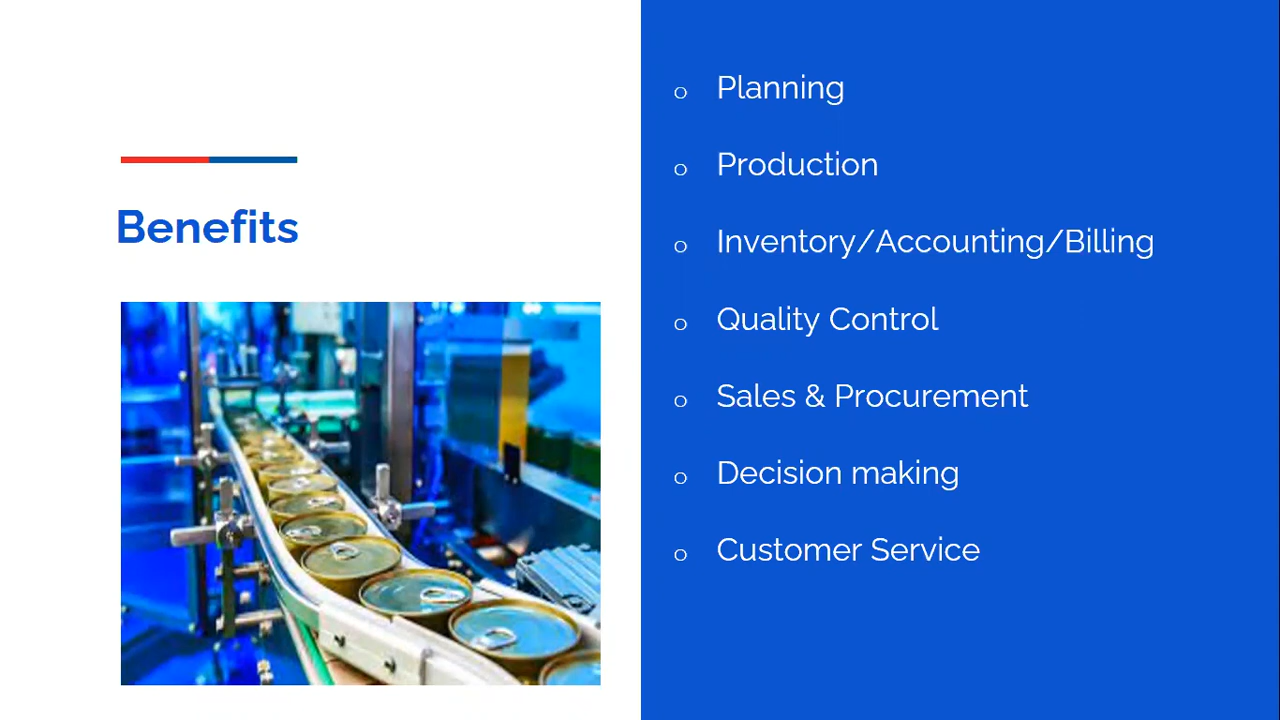 Benefits
Planning
Production
Inventory/Accounting/Billing
Quality Control
Sales & Procurement
Decision making
Customer Service